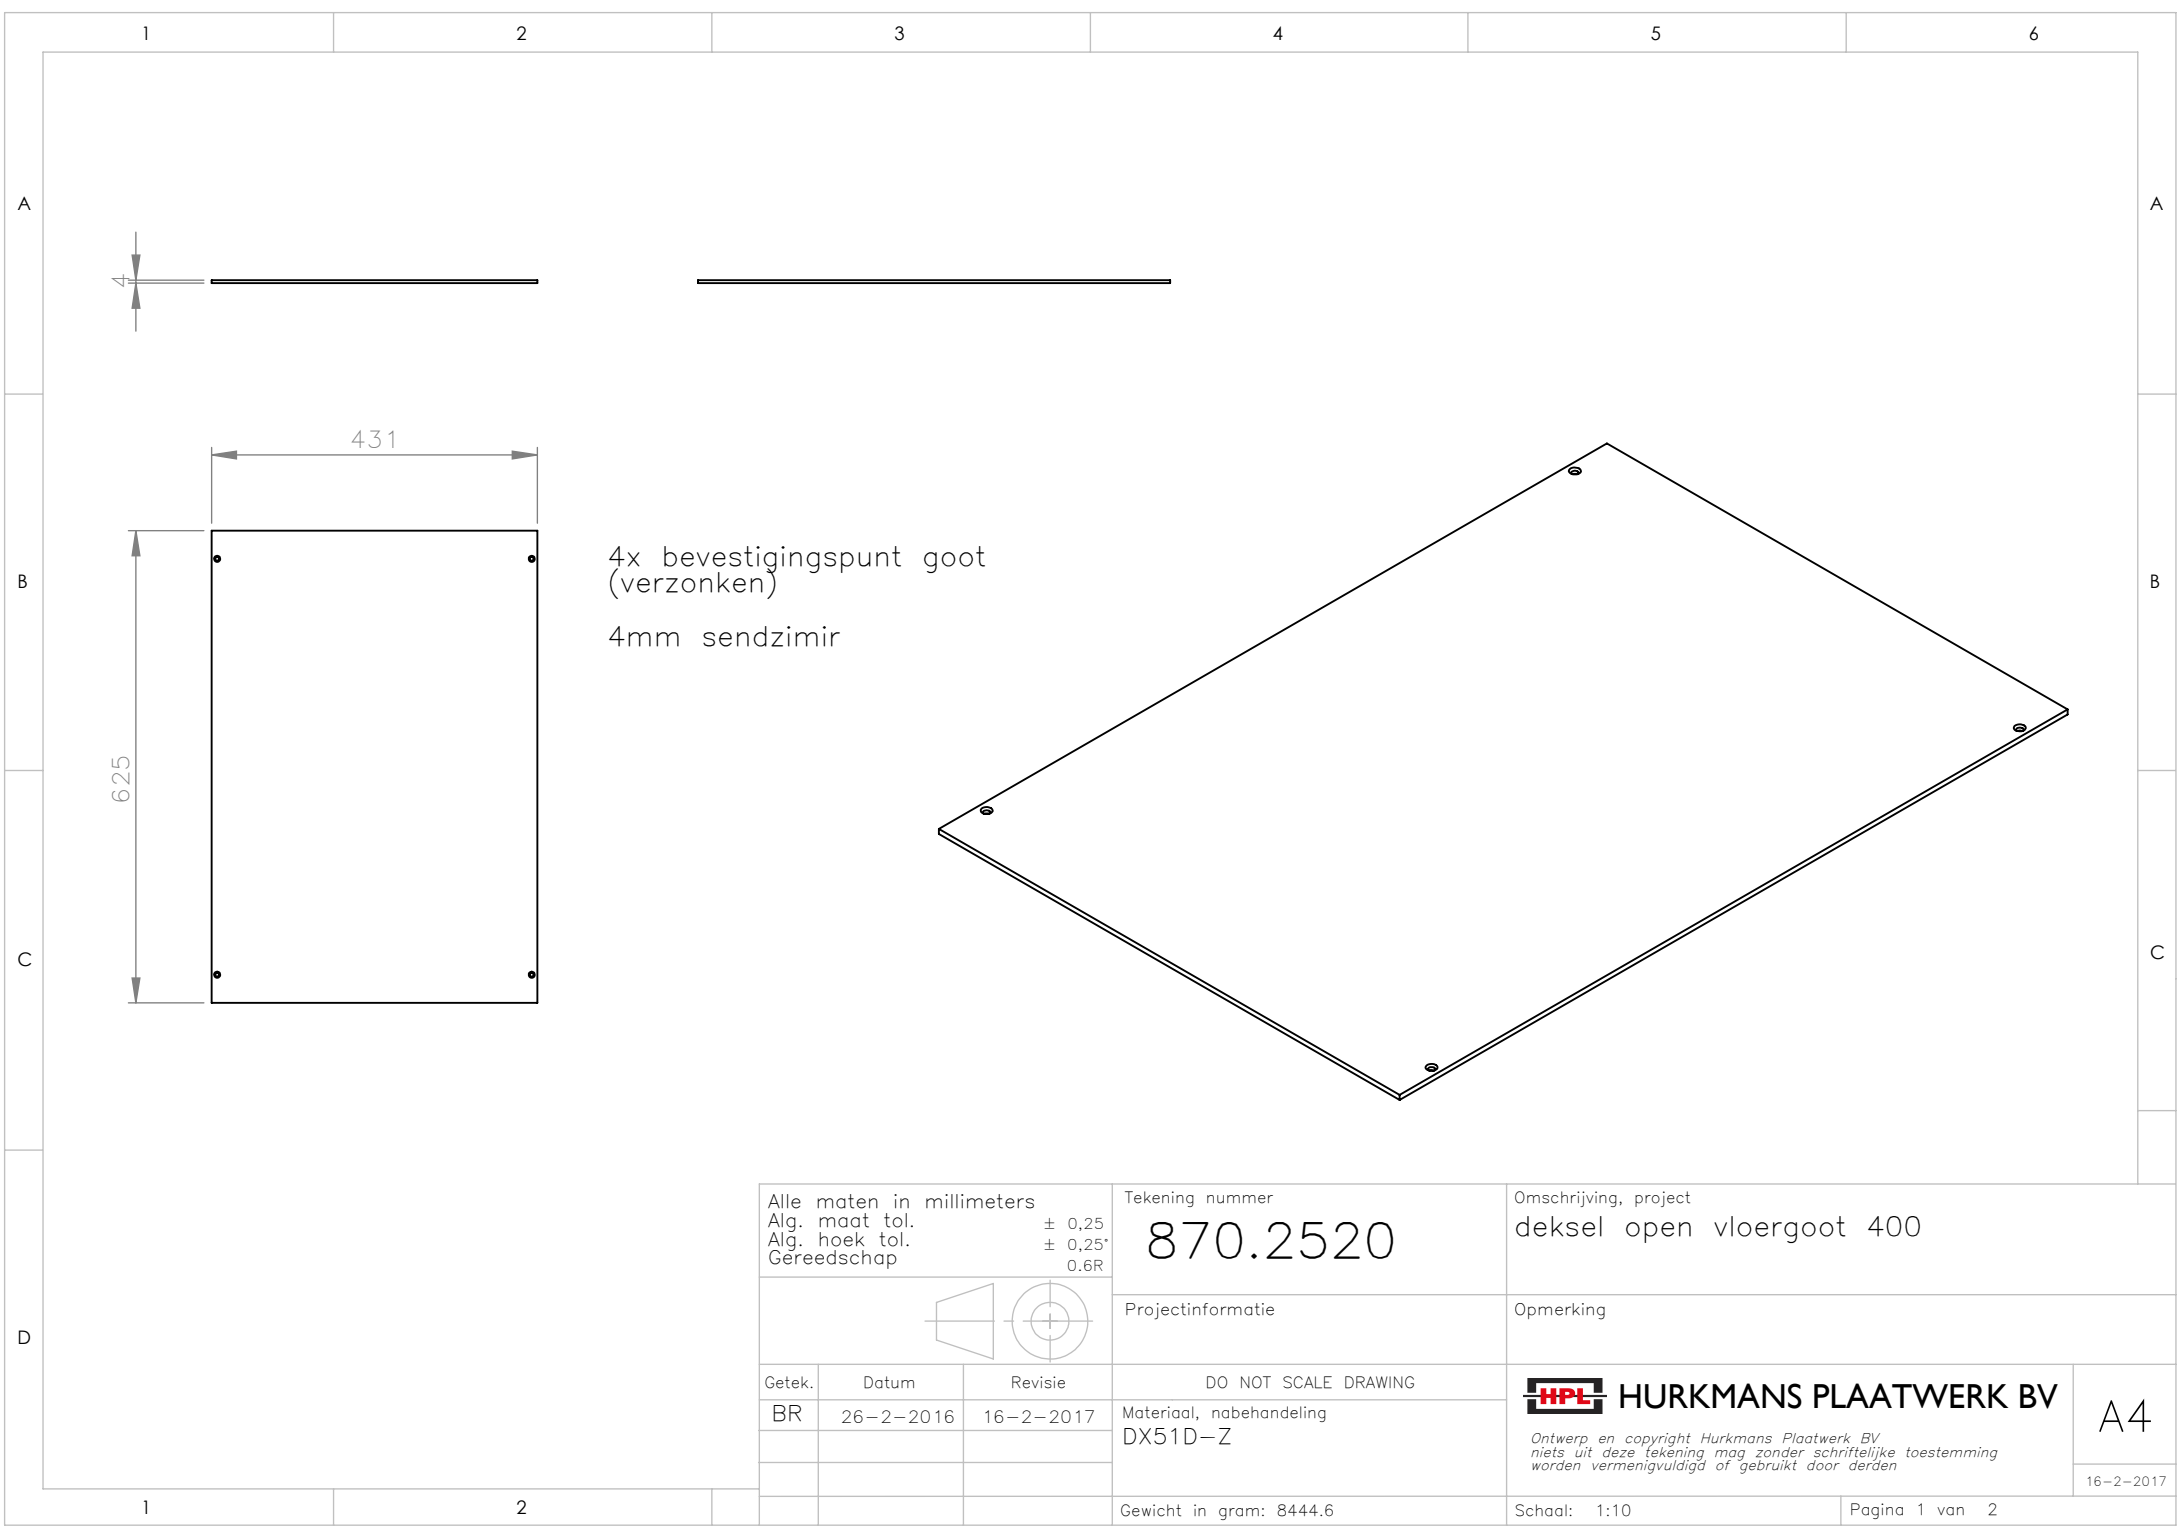 1 2 3 4 5 6
A A
4
431
B B
4x bevestigingspunt goot
(verzonken)
4mm sendzimir
625
C C
D
Alle maten in millimeters
Alg. maat tol. ± 0,25
Alg. hoek tol. ± 0,25°
Gereedschap 0.6R
Tekening nummer
870.2520
Omschrijving, project
deksel open vloergoot 400
Projectinformatie
Opmerking
Getek. Datum Revisie
BR 26-2-2016 16-2-2017
DO NOT SCALE DRAWING
Materiaal, nabehandeling
DX51D-Z
HPL HURKMANS PLAATWERK BV
Ontwerp en copyright Hurkmans Plaatwerk BV
niets uit deze tekening mag zonder schriftelijke toestemming
worden vermenigvuldigd of gebruikt door derden
A4
16-2-2017
Gewicht in gram: 8444.6
Schaal: 1:10
Pagina 1 van 2
1 2